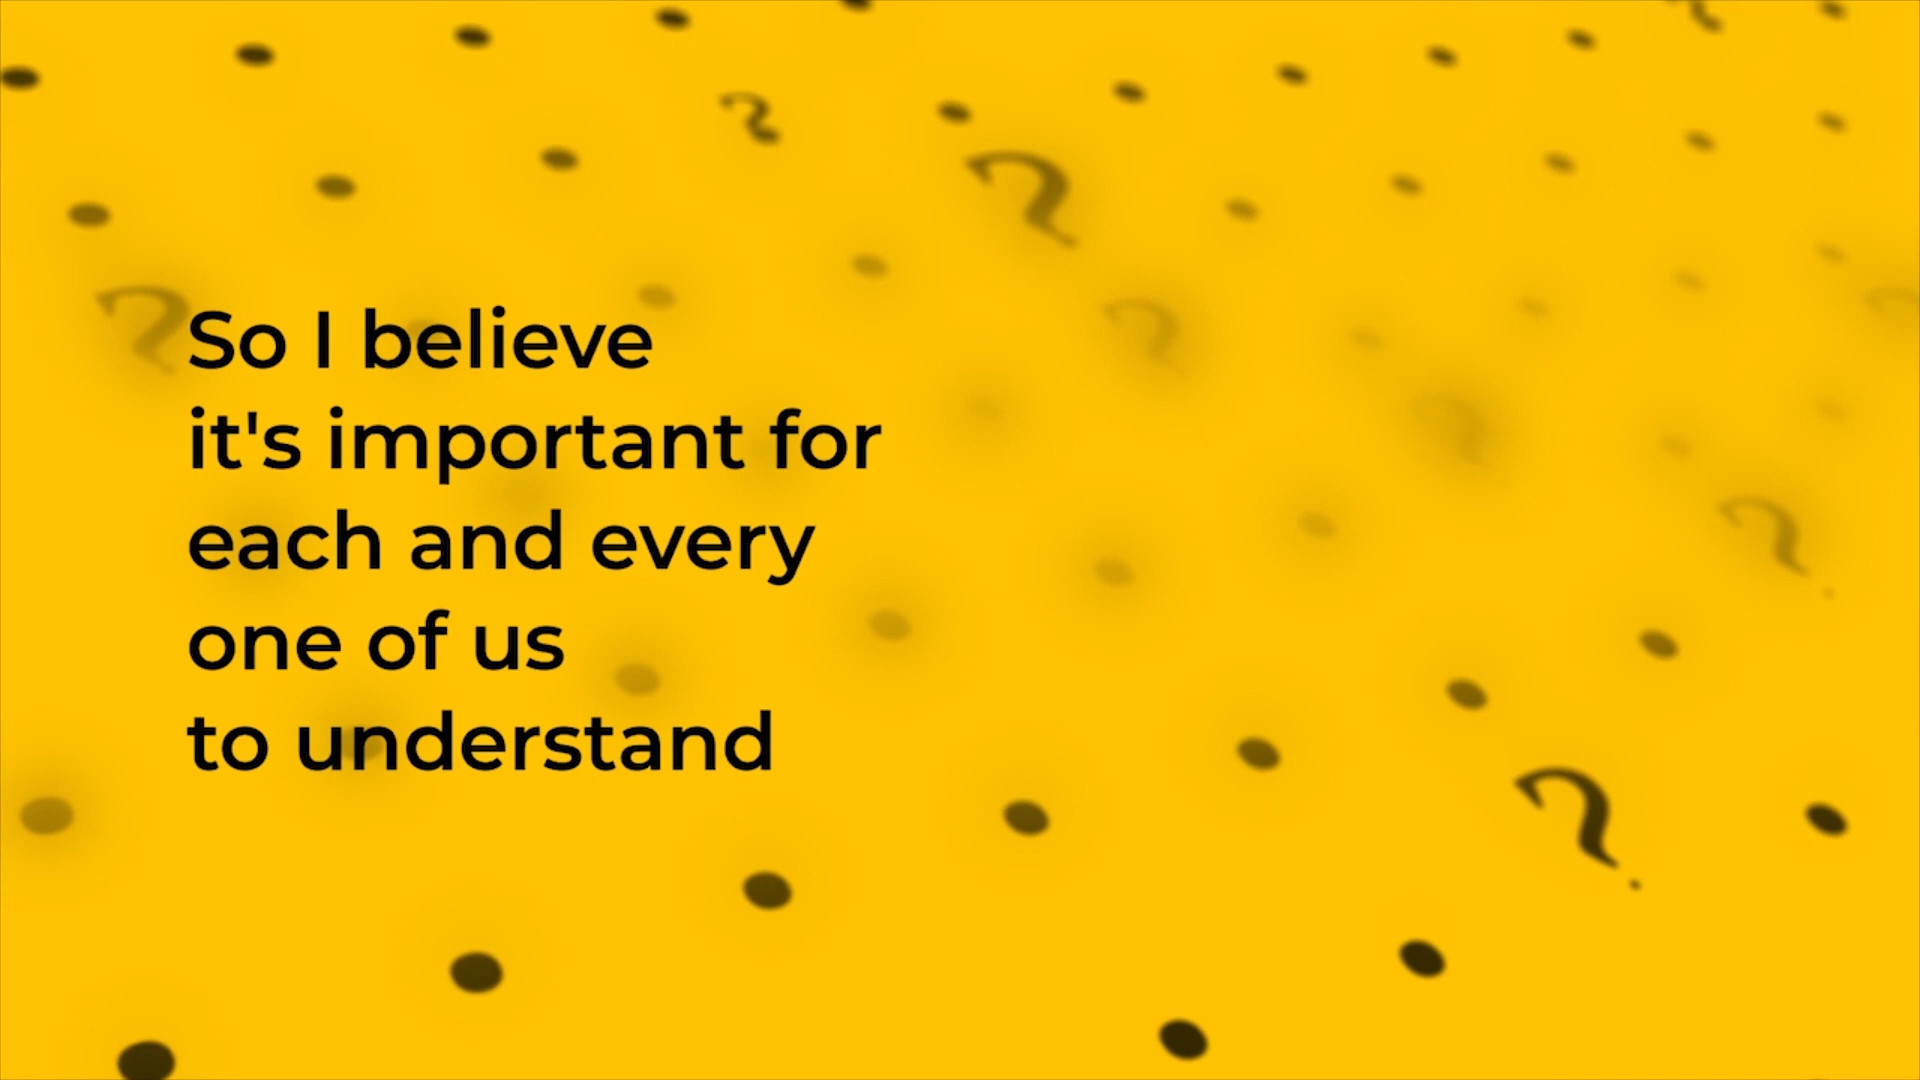 So I believe
it's important for
each and every
one of us
to understand